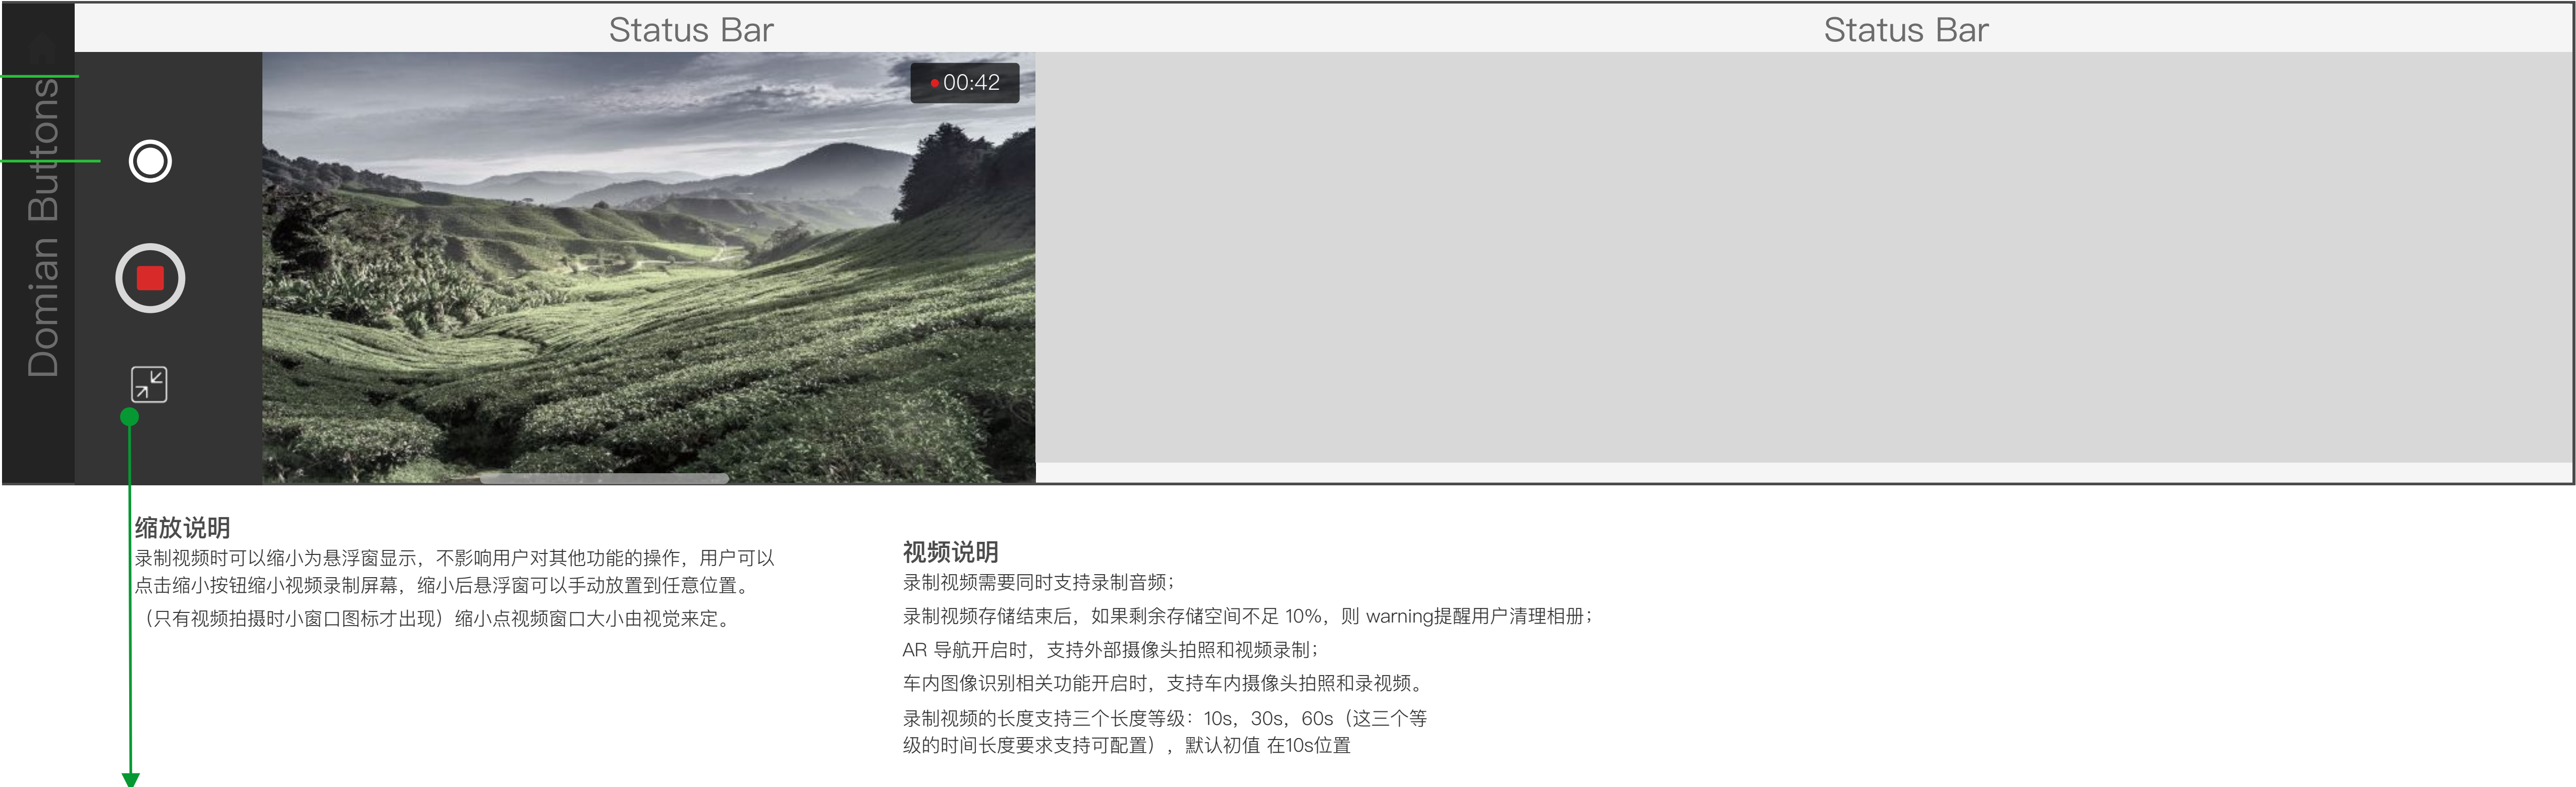 Status Bar
Status Bar
Domian Buttons
00:42
缩放说明
录制视频时可以缩小为悬浮窗显示，不影响用户对其他功能的操作，用户可以
点击缩小按钮缩小视频录制屏幕，缩小后悬浮窗可以手动放置到任意位置。
（只有视频拍摄时小窗口图标才出现）缩小点视频窗口大小由视觉来定。
视频说明
录制视频需要同时支持录制音频；
录制视频存储结束后，如果剩余存储空间不足 10%，则 warning提醒用户清理相册；
AR 导航开启时，支持外部摄像头拍照和视频录制；
车内图像识别相关功能开启时，支持车内摄像头拍照和录视频。
录制视频的长度支持三个长度等级：10s，30s，60s（这三个等
级的时间长度要求支持可配置），默认初值 在10s位置